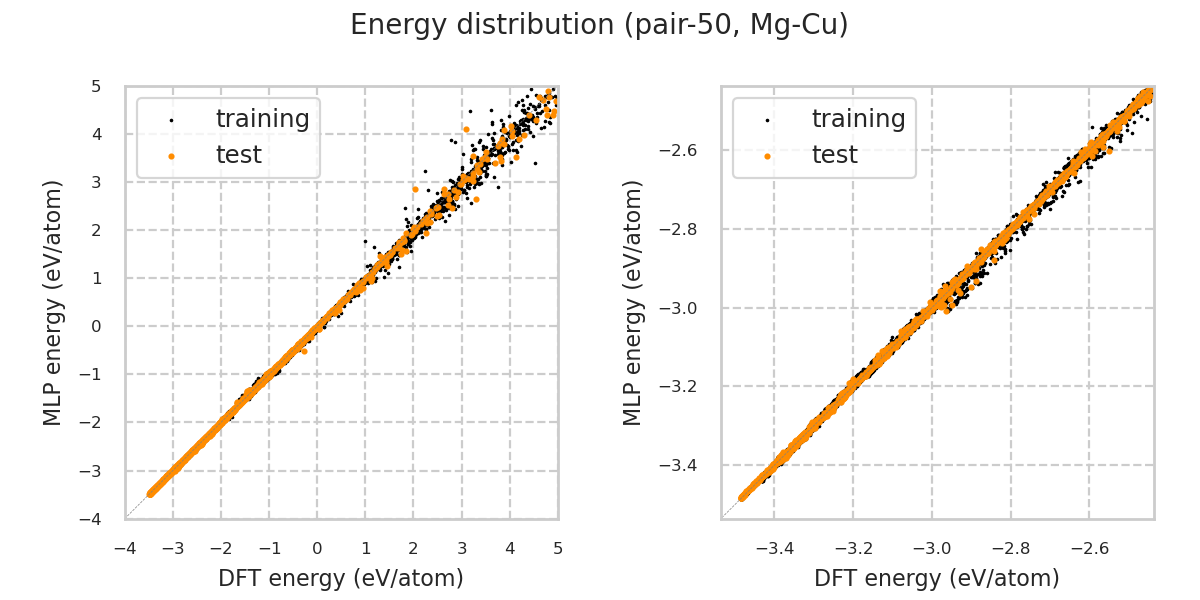 Energy distribution (pair-50, Mg-Cu)
training
test
5
4
3
2
1
0
−1
−2
−3
−4
−4 −3 −2 −1 0 1 2 3 4 5
MLP energy (eV/atom)
DFT energy (eV/atom)
training
test
−2.6
−2.8
−3.0
−3.2
−3.4
−3.4 −3.2 −3.0 −2.8 −2.6
MLP energy (eV/atom)
DFT energy (eV/atom)